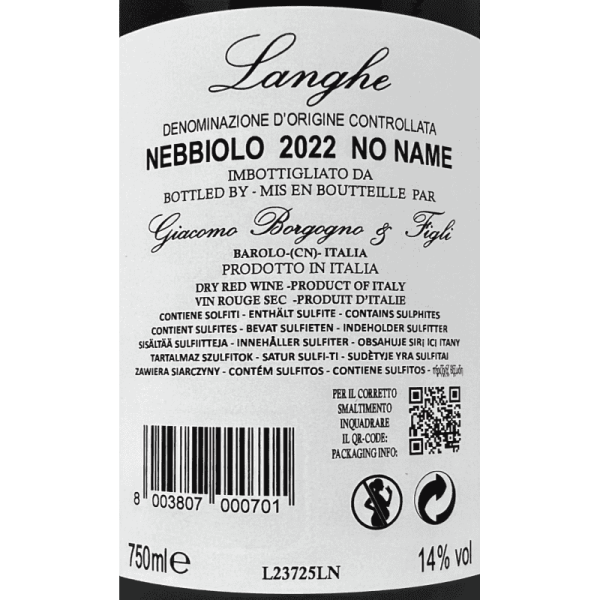 Langhe
DENOMINAZIONE D'ORIGINE CONTROLLATA
NEBBIOLO 2022 NO NAME
IMBOTTIGLIATO DA
BOTTLED BY - MIS EN BOUTTEILLE PAR
Giacomo Borgogno & Figli
BAROLO-(CN)- ITALIA
PRODOTTO IN ITALIA
DRY RED WINE -PRODUCT OF ITALY
VIN ROUGE SEC -PRODUIT D'ITALIE
CONTIENE SOLFITI - ENTHÄLT SULFITE - CONTAINS SULPHITES
CONTIENT SULFITES - BEVAT SULFIETEN - INDEHOLDER SULFITTER
SISÄLTÄÄ SULFIITTEJA - INNEHÅLLER SULFITER - OBSAHUJE SIRJ ICI ITANY
TARTALMAZ SZULFITOK - SATUR SULFI-TI - SUDĖTYJE YRA SULFITAI
ZAWIERA SIARCZYNY - CONTÉM SULFITOS - CONTIENE SULFITOS -
PER IL CORRETTO
SMALTIMENTO
INQUADRARE
IL QR-CODE:
PACKAGING INFO:
8 003807 000701
750ml e
14% vol
L23725LN